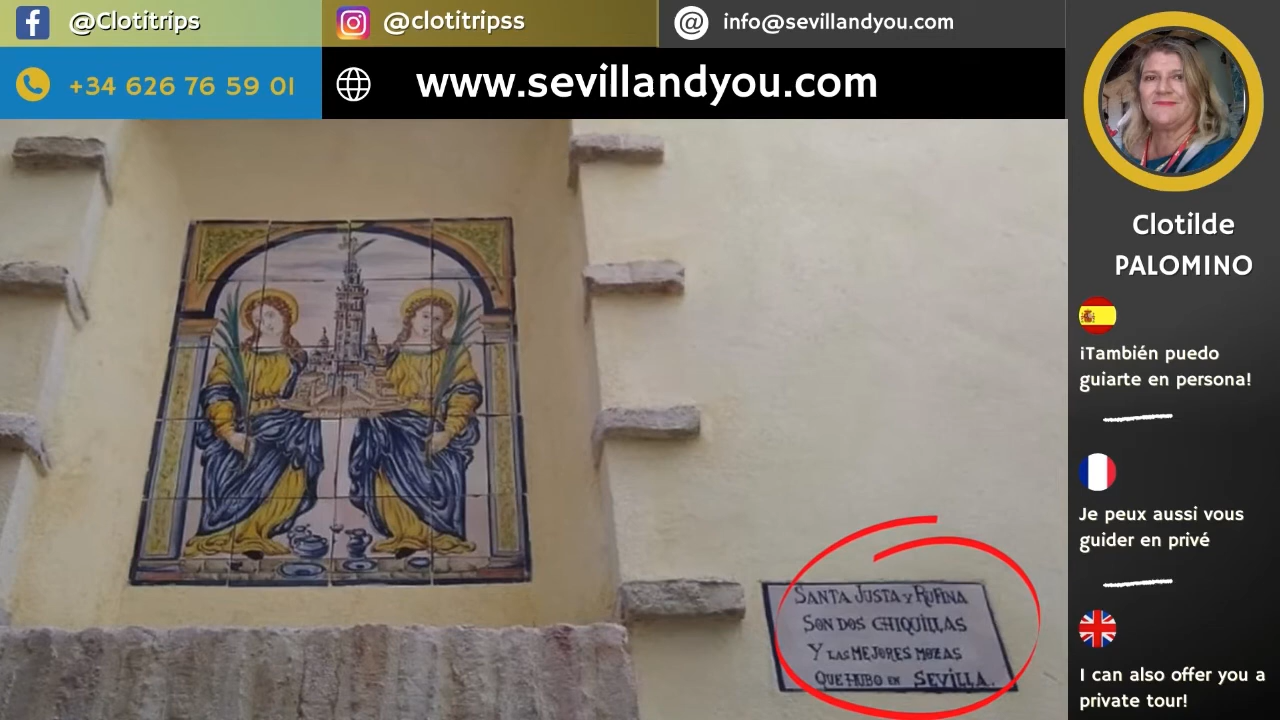 @Clotitrips
@clotitripss
info@sevillandyou.com
+34 626 76 59 01
www.sevillandyou.com
Clotilde
PALOMINO
¡También puedo
guiarte en persona!
Je peux aussi vous
guider en privé
I can also offer you a
private tour!
SANTA JUSTA Y RUFINA
SON DOS CHIQUILLAS
Y LAS MEJORES MOZAS
QUE HUBO EN SEVILLA.